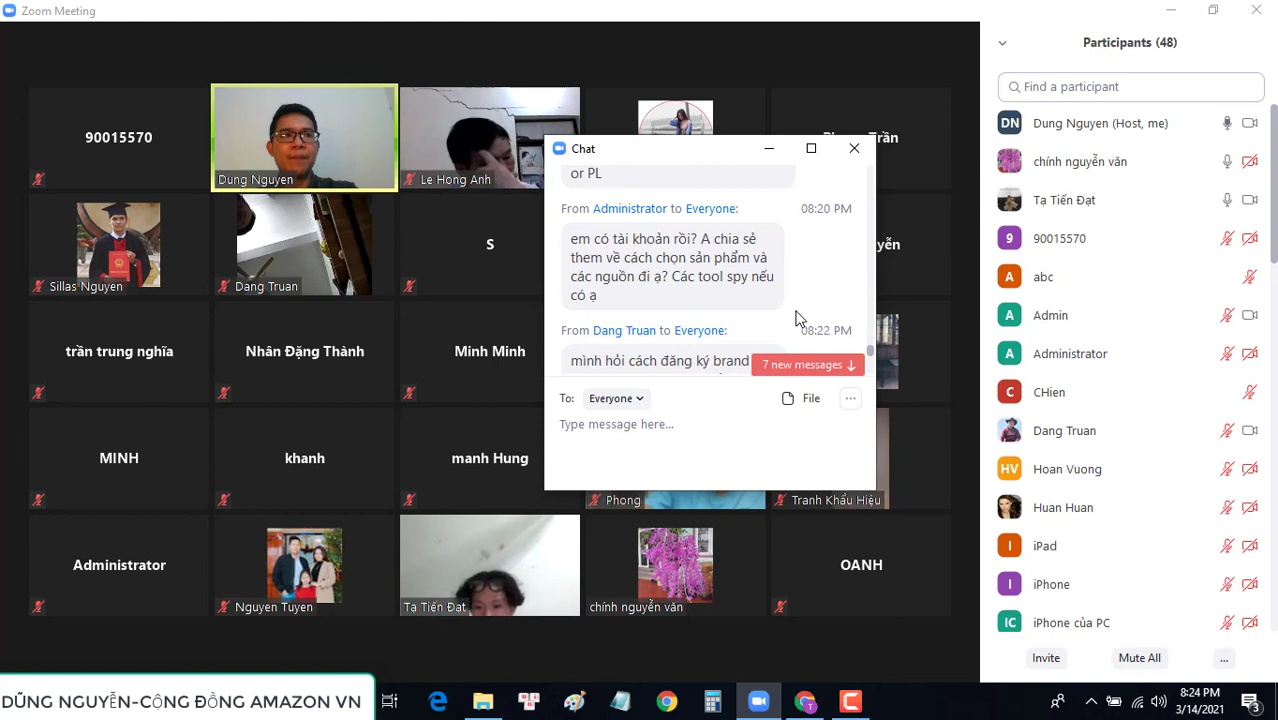 Zoom Meeting
Participants (48)
Find a participant
90015570
Dung Nguyen
Le Hong Anh
Trần
Sillas Nguyen
Dang Truan
S
trần trung nghĩa
Nhân Đặng Thành
Minh Minh
MINH
khanh
manh Hung
Phong
Tranh Khẩu Hiệu
Administrator
Nguyen Tuyen
Tạ Tiến Đạt
chính nguyễn văn
OANH
Chat
or PL
From Administrator to Everyone:
08:20 PM
em có tài khoản rồi? A chia sẻ
them về cách chọn sản phẩm và
các nguồn đi ạ? Các tool spy nếu
có ạ
From Dang Truan to Everyone:
08:22 PM
mình hỏi cách đăng ký brand
7 new messages
To: Everyone
File
Type message here...
DN Dung Nguyen (Host, me)
chính nguyễn văn
Tạ Tiến Đạt
9 90015570
A abc
A Admin
A Administrator
C CHien
Dang Truan
HV Hoan Vuong
Huan Huan
I iPad
I iPhone
IC iPhone của PC
Invite
Mute All
...
DŨNG NGUYỄN-CỘNG ĐỒNG AMAZON VN
8:24 PM
3/14/2021
3